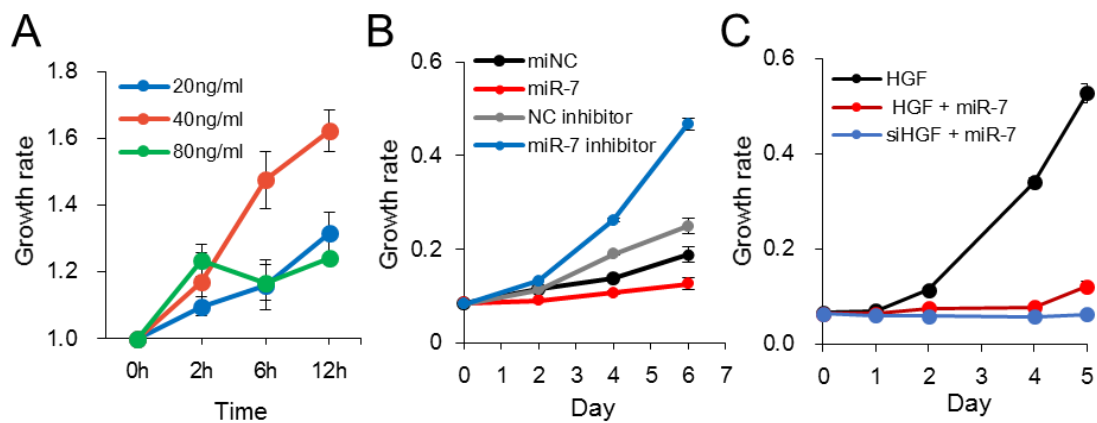 A
Growth rate
1.8
1.6
1.4
1.2
1.0
20ng/ml
40ng/ml
80ng/ml
0h 2h 6h 12h
Time
B
Growth rate
0.6
0.4
0.2
0
miNC
miR-7
NC inhibitor
miR-7 inhibitor
0 1 2 3 4 5 6 7
Day
C
Growth rate
0.6
0.4
0.2
0.0
HGF
HGF + miR-7
siHGF + miR-7
0 1 2 4 5
Day